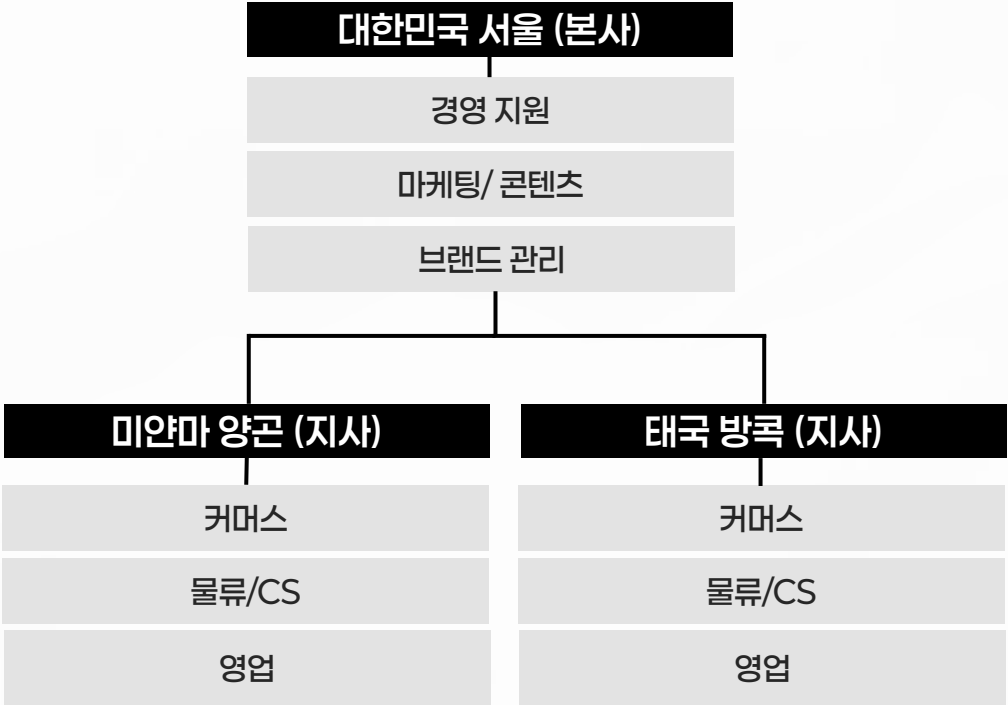 대한민국 서울 (본사)
경영 지원
마케팅/ 콘텐츠
브랜드 관리
미얀마 양곤 (지사)
커머스
물류/CS
영업
태국 방콕 (지사)
커머스
물류/CS
영업